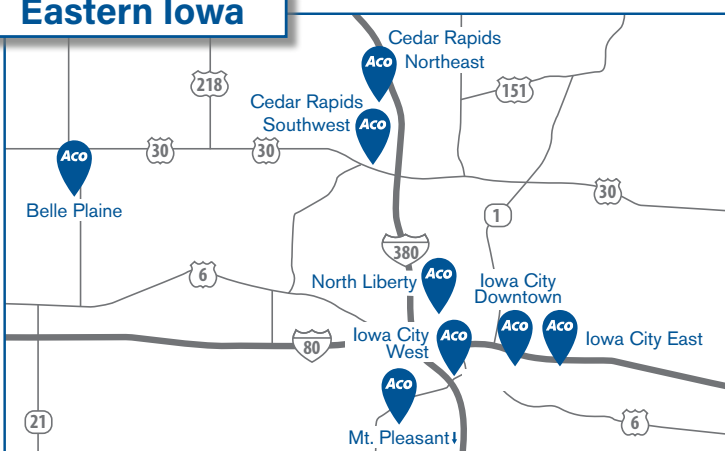 Eastern Iowa
Cedar Rapids
Northeast
Aco
218
151
Cedar Rapids
Southwest
Aco
Aco
30
30
30
Belle Plaine
1
380
6
North Liberty
Aco
Iowa City
Downtown
Iowa City
West
Aco
Aco
Aco
Iowa City East
80
Aco
21
6
Mt. Pleasant↓